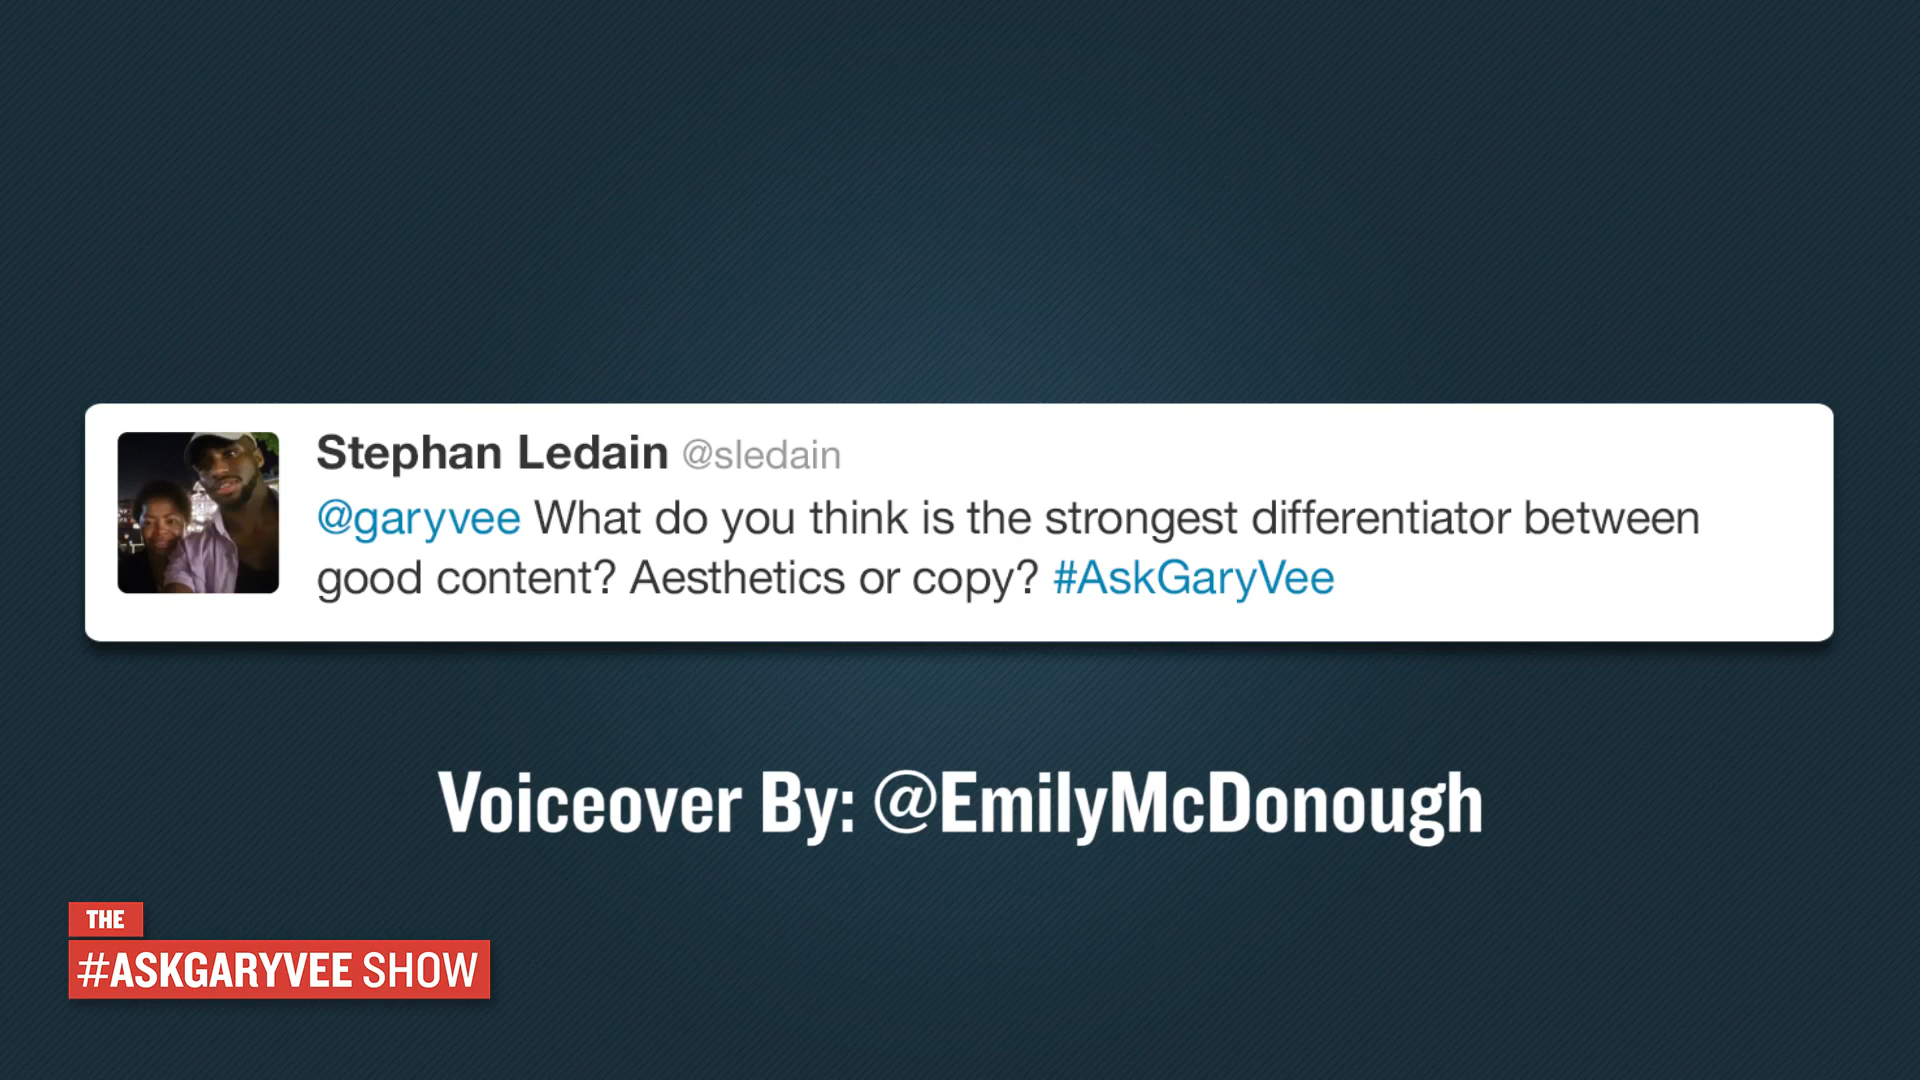 Stephan Ledain @sledain
@garyvee What do you think is the strongest differentiator between
good content? Aesthetics or copy? #AskGaryVee
Voiceover By: @EmilyMcDonough
THE
#ASKGARYVEE SHOW